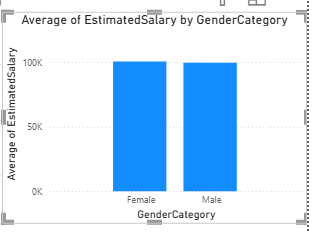 Average of EstimatedSalary by GenderCategory
Average of EstimatedSalary
100K
50K
0K
Female
Male
GenderCategory